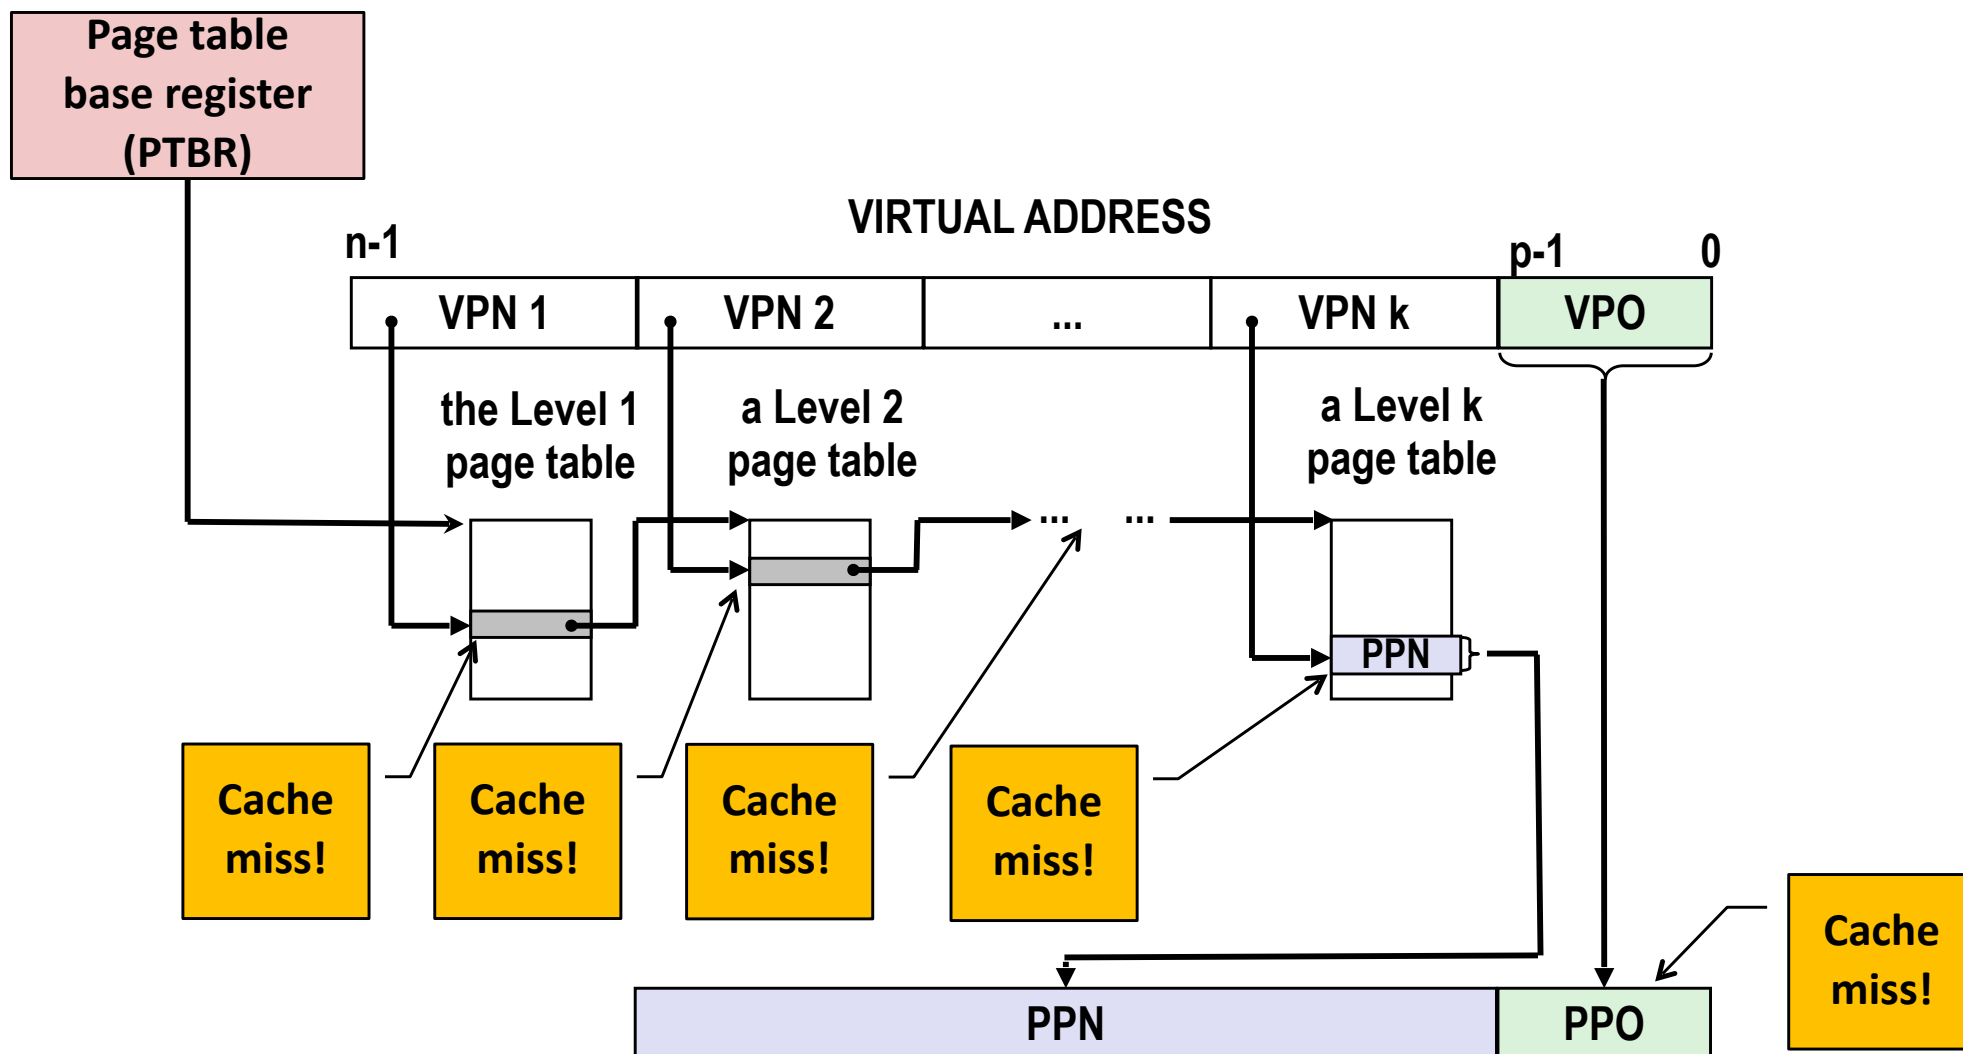 Page table
base register
(PTBR)
VIRTUAL ADDRESS
n-1
p-1
0
VPN 1
VPN 2
...
VPN k
VPO
the Level 1
page table
a Level 2
page table
a Level k
page table
...
...
PPN
Cache
miss!
Cache
miss!
Cache
miss!
Cache
miss!
Cache
miss!
PPN
PPO